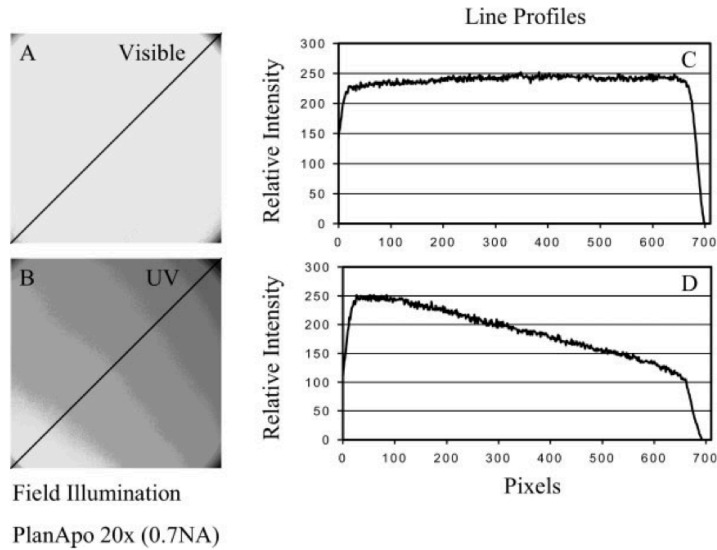 Line Profiles
A Visible
C
Relative Intensity
300
250
200
150
100
50
0
0 100 200 300 400 500 600 700
B UV
D
Relative Intensity
300
250
200
150
100
50
0
0 100 200 300 400 500 600 700
Pixels
Field Illumination
PlanApo 20x (0.7NA)